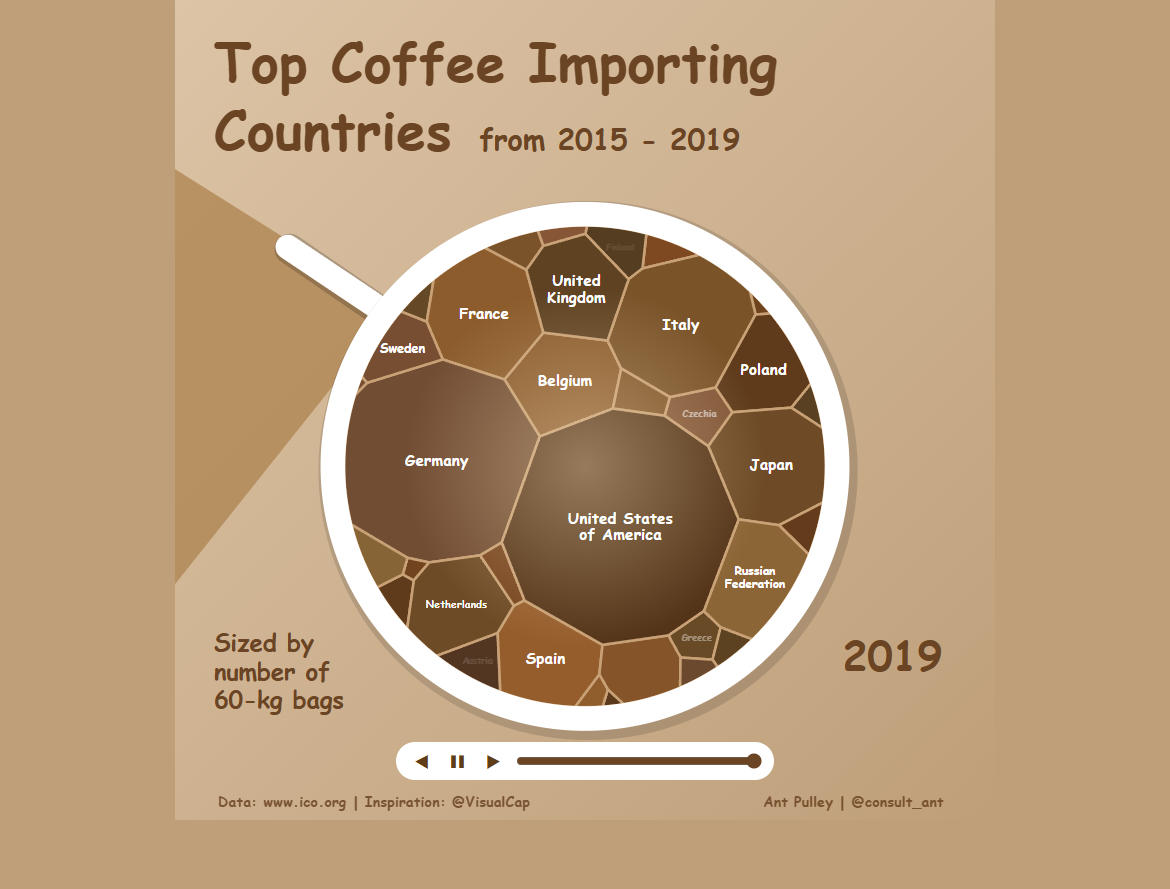 Top Coffee Importing
Countries from 2015 - 2019
Finland
United
Kingdom
France
Italy
Sweden
Poland
Belgium
Czechia
Germany
Japan
United States
of America
Russian
Federation
Netherlands
Greece
Austria
Spain
Sized by
number of
60-kg bags
2019
Data: www.ico.org | Inspiration: @VisualCap
Ant Pulley | @consult_ant